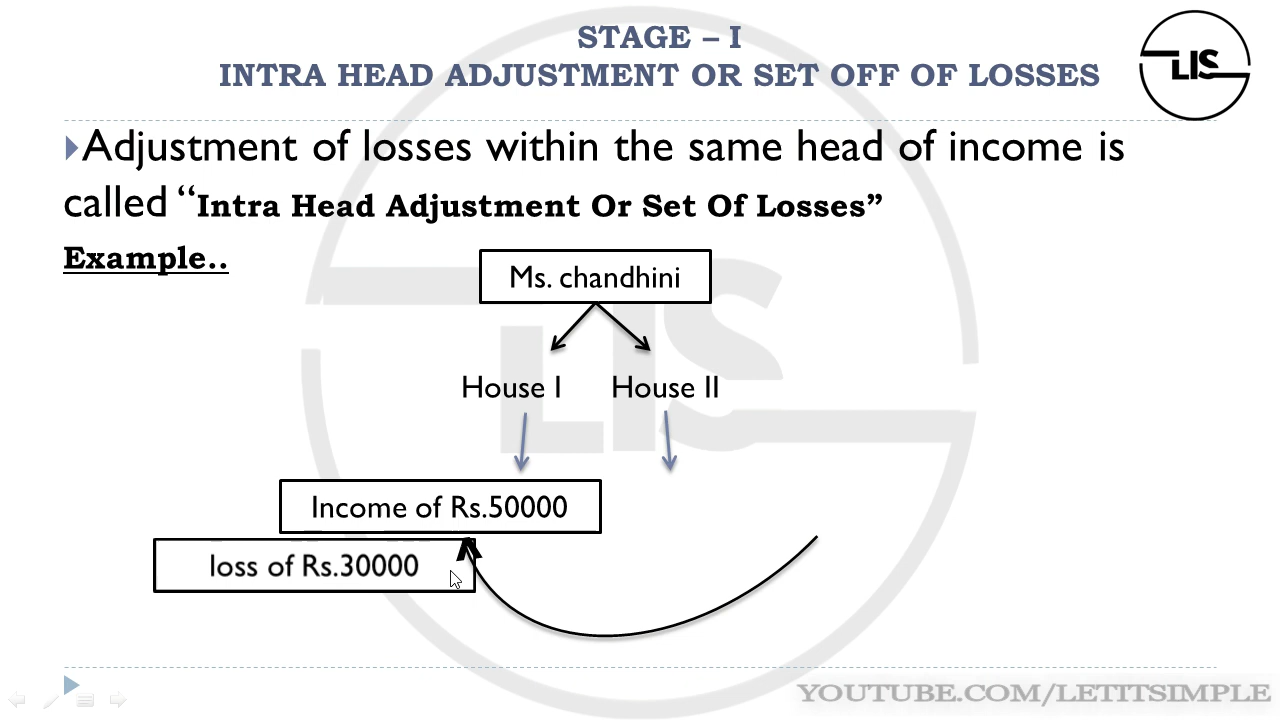 STAGE – I
INTRA HEAD ADJUSTMENT OR SET OFF OF LOSSES
LIS
Adjustment of losses within the same head of income is
called “Intra Head Adjustment Or Set Of Losses”
Example..
Ms. chandhini
LIS
House I House II
Income of Rs.50000
loss of Rs.30000
YOUTUBE.COM/LETITSIMPLE